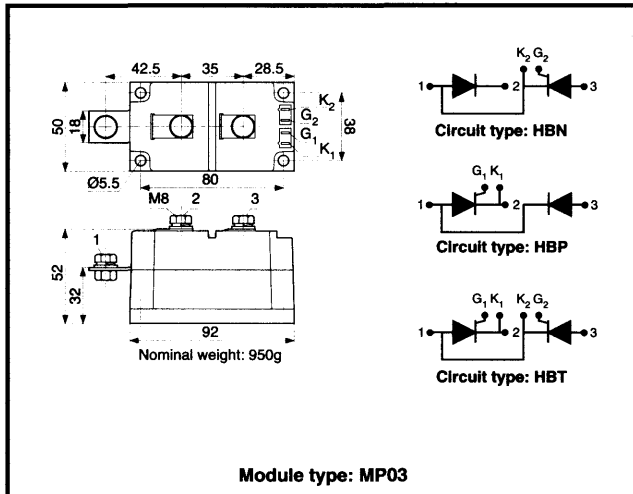 42.5 35 28.5
50
18
K2
G2
G1
K1
38
Ø5.5
80
M8 2 3
1
52
32
92
Nominal weight: 950g
K2 G2
1 2 3
Circuit type: HBN
G1 K1
1 2 3
Circuit type: HBP
G1 K1 K2 G2
1 2 3
Circuit type: HBT
Module type: MP03